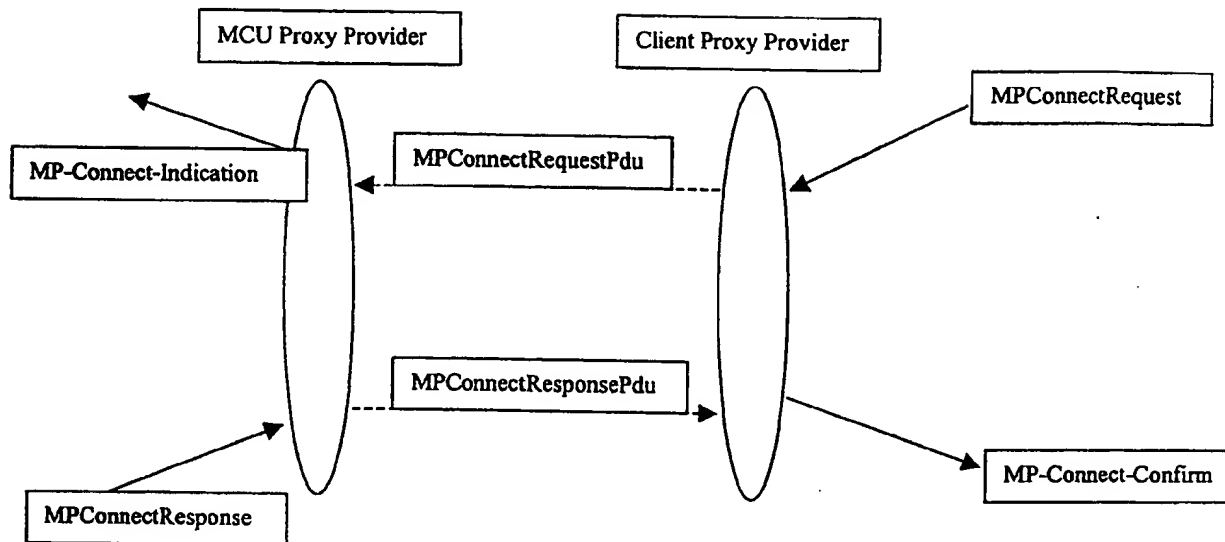 MCU Proxy Provider
Client Proxy Provider
MPConnectRequest
MPConnectRequestPdu
MP-Connect-Indication
MPConnectResponsePdu
MP-Connect-Confirm
MPConnectResponse